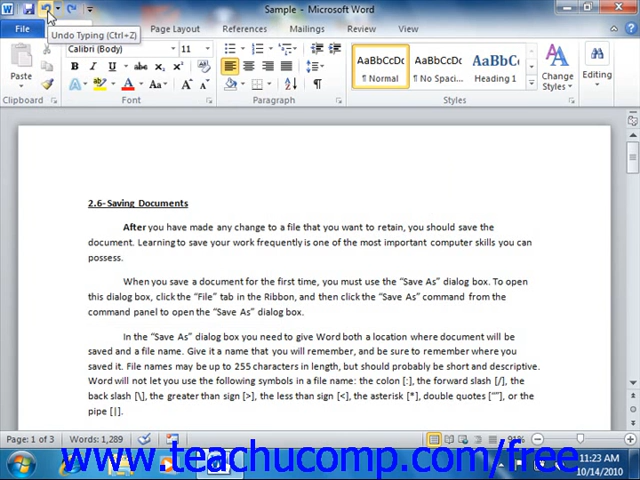 Sample - Microsoft Word
File
Page Layout
References
Mailings
Review
View
Undo Typing (Ctrl+Z)
Paste
Calibri (Body)
11
AaBbCcDc
AaBbCcDc
AaBbCc
¶ Normal
¶ No Spaci...
Heading 1
Change
Styles
Editing
Clipboard
Font
Paragraph
Styles
2.6- Saving Documents
After you have made any change to a file that you want to retain, you should save the
document. Learning to save your work frequently is one of the most important computer skills you can
possess.
When you save a document for the first time, you must use the “Save As” dialog box. To open
this dialog box, click the “File” tab in the Ribbon, and then click the “Save As” command from the
command panel to open the “Save As” dialog box.
In the “Save As” dialog box you need to give Word both a location where document will be
saved and a file name. Give it a name that you will remember, and be sure to remember where you
saved it. File names may be up to 255 characters in length, but should probably be short and descriptive.
Word will not let you use the following symbols in a file name: the colon [:], the forward slash [/], the
back slash [\], the greater than sign [>], the less than sign [<], the asterisk [*], double quotes [“”], or the
pipe [|].
Page: 1 of 3
Words: 1,289
91%
www.teachucomp.com/free
11:23 AM
10/14/2010